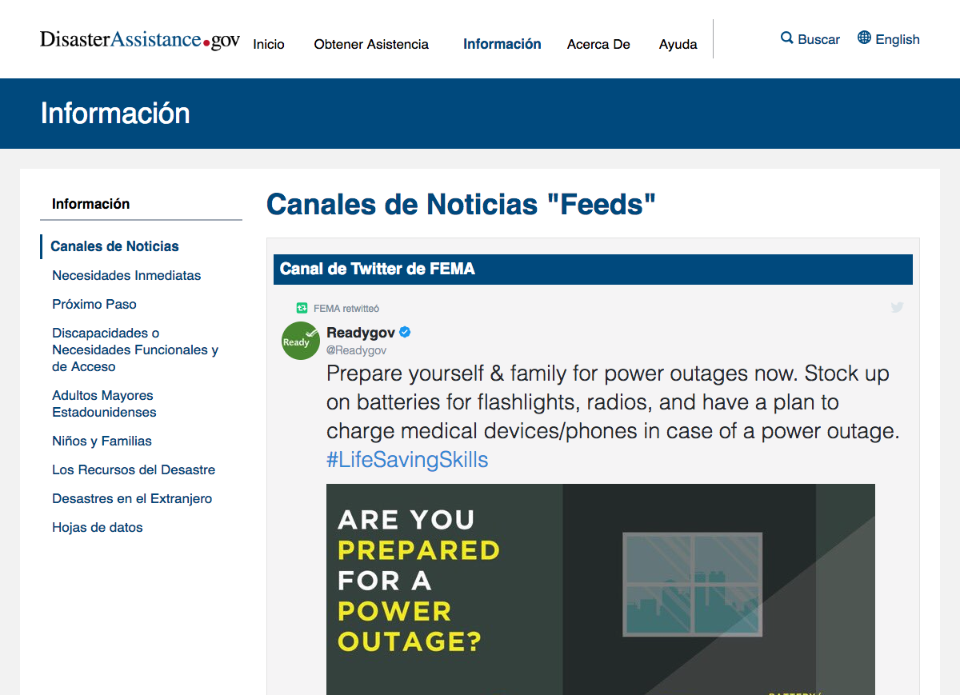 DisasterAssistance.gov
Inicio
Obtener Asistencia
Información
Acerca De
Ayuda
Buscar
English
Información
Información
Canales de Noticias
Necesidades Inmediatas
Próximo Paso
Discapacidades o
Necesidades Funcionales y
de Acceso
Adultos Mayores
Estadounidenses
Niños y Familias
Los Recursos del Desastre
Desastres en el Extranjero
Hojas de datos
Canales de Noticias "Feeds"
Canal de Twitter de FEMA
FEMA retwitteó
Ready
Readygov
@Readygov
Prepare yourself & family for power outages now. Stock up
on batteries for flashlights, radios, and have a plan to
charge medical devices/phones in case of a power outage.
#LifeSavingSkills
ARE YOU
PREPARED
FOR A
POWER
OUTAGE?